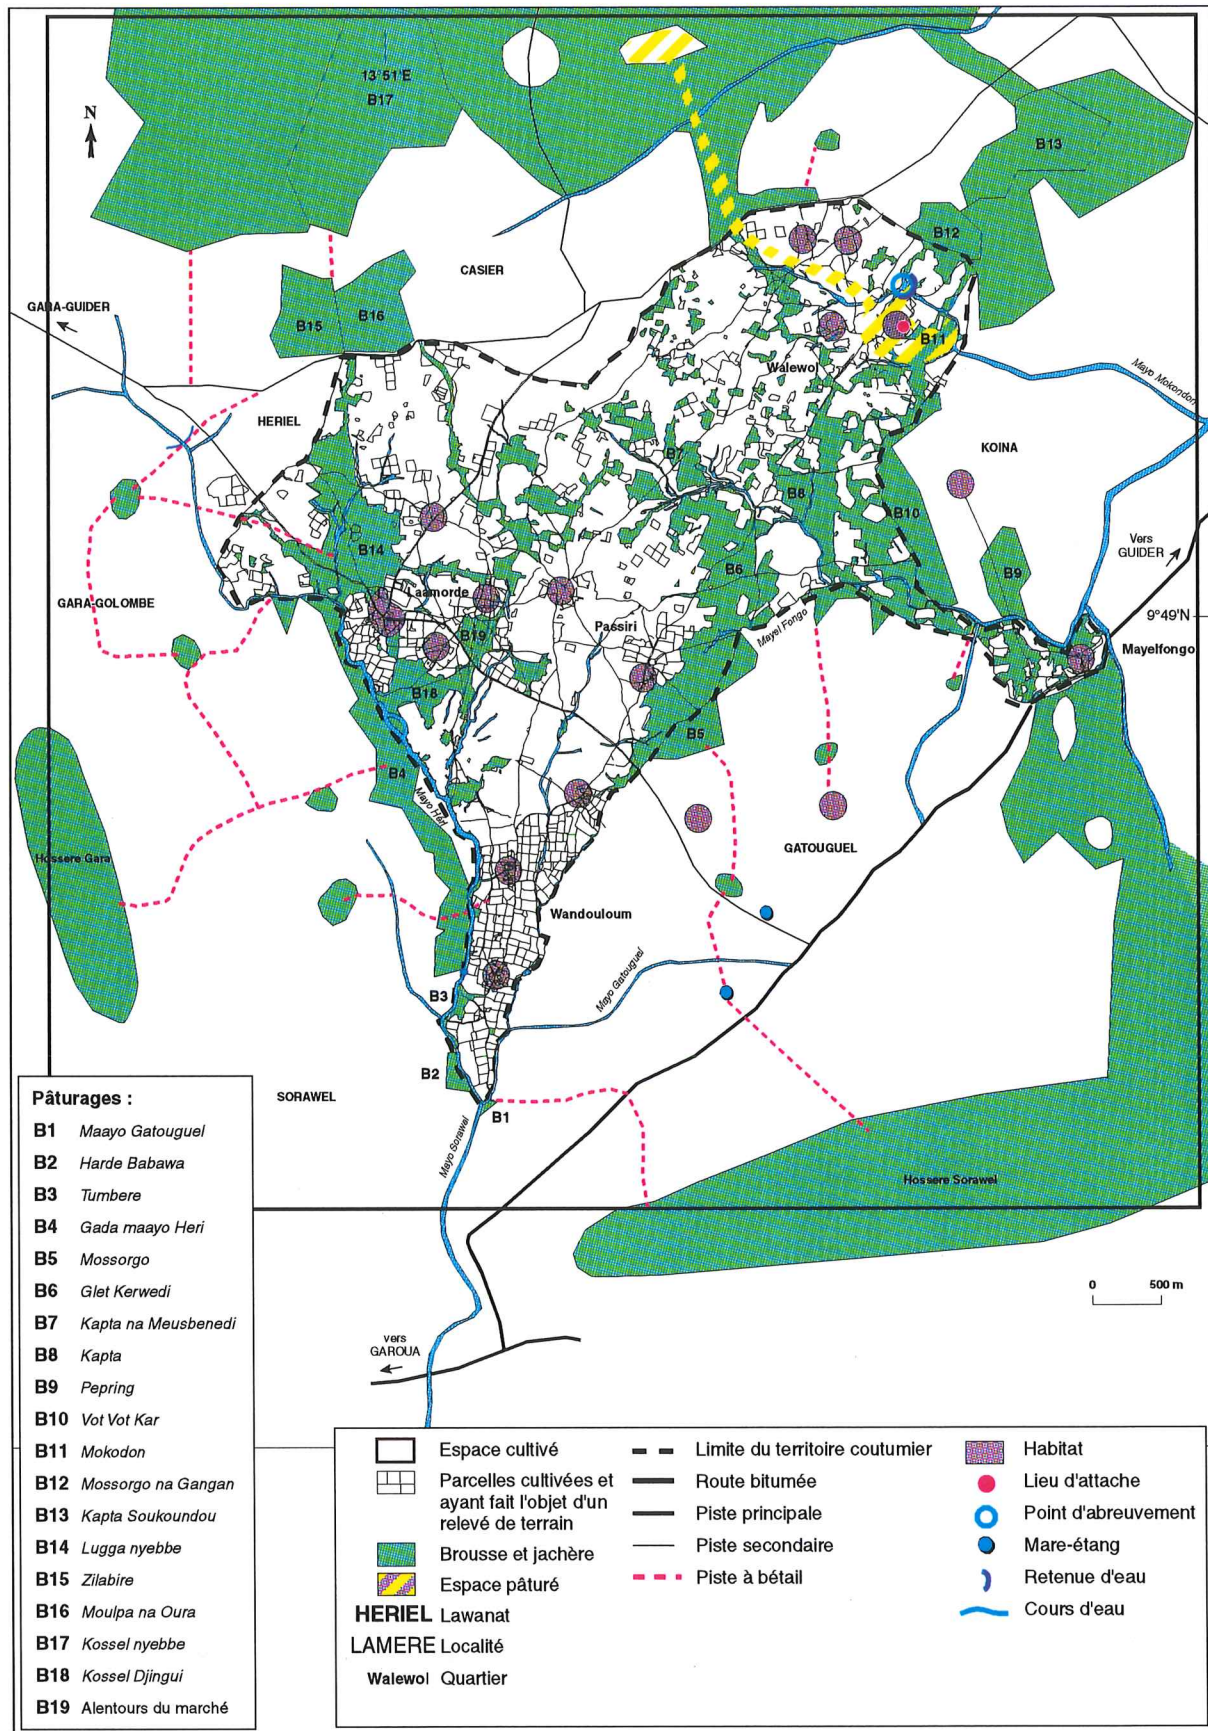 13°51'E
B17
N
B13
B12
CASIER
GARA-GUIDER
B15
B16
B11
Walewol
Mayo Mokondon
HERIEL
KOINA
B7
B8
B10
Vers
GUIDER
B14
B9
B6
Laamorde
GARA-GOLOMBE
9°49'N
Passiri
Mayel Fongo
B19
Mayelfongo
B18
B5
B4
Mayo Héri
GATOUGUEL
Hossere Gara
Wandouloum
Mayo Gatouguel
B3
B2
SORAWEL
B1
Mayo Sorawel
Hossere Sorawel
0 500 m
vers
GAROUA
Pâturages :
B1 Maayo Gatouguel
B2 Harde Babawa
B3 Tumbere
B4 Gada maayo Heri
B5 Mossorgo
B6 Glet Kerwedi
B7 Kapta na Meusbenedi
B8 Kapta
B9 Pepring
B10 Vot Vot Kar
B11 Mokodon
B12 Mossorgo na Gangan
B13 Kapta Soukoundou
B14 Lugga nyebbe
B15 Zilabire
B16 Moulpa na Oura
B17 Kossel nyebbe
B18 Kossel Djingui
B19 Alentours du marché
Espace cultivé
Parcelles cultivées et
ayant fait l'objet d'un
relevé de terrain
Brousse et jachère
Espace pâturé
HERIEL Lawanat
LAMERE Localité
Walewol Quartier
Limite du territoire coutumier
Route bitumée
Piste principale
Piste secondaire
Piste à bétail
Habitat
Lieu d'attache
Point d'abreuvement
Mare-étang
Retenue d'eau
Cours d'eau